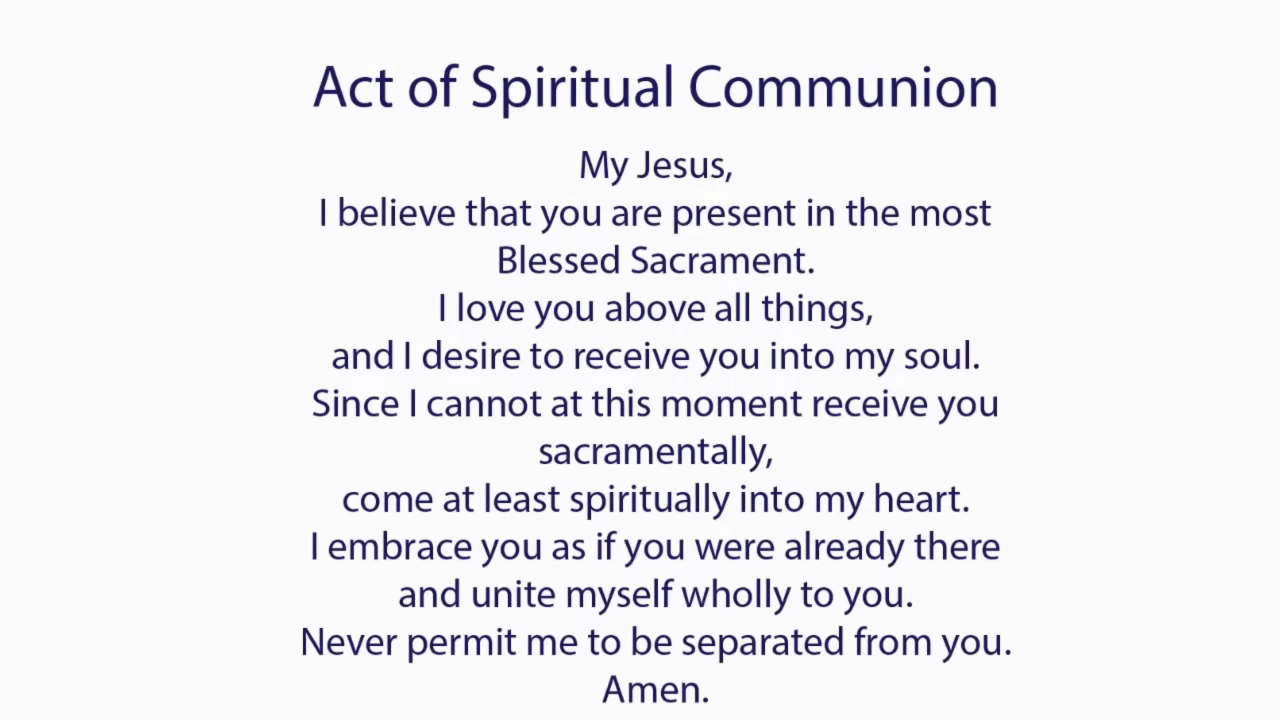 Act of Spiritual Communion
My Jesus,
I believe that you are present in the most
Blessed Sacrament.
I love you above all things,
and I desire to receive you into my soul.
Since I cannot at this moment receive you
sacramentally,
come at least spiritually into my heart.
I embrace you as if you were already there
and unite myself wholly to you.
Never permit me to be separated from you.
Amen.